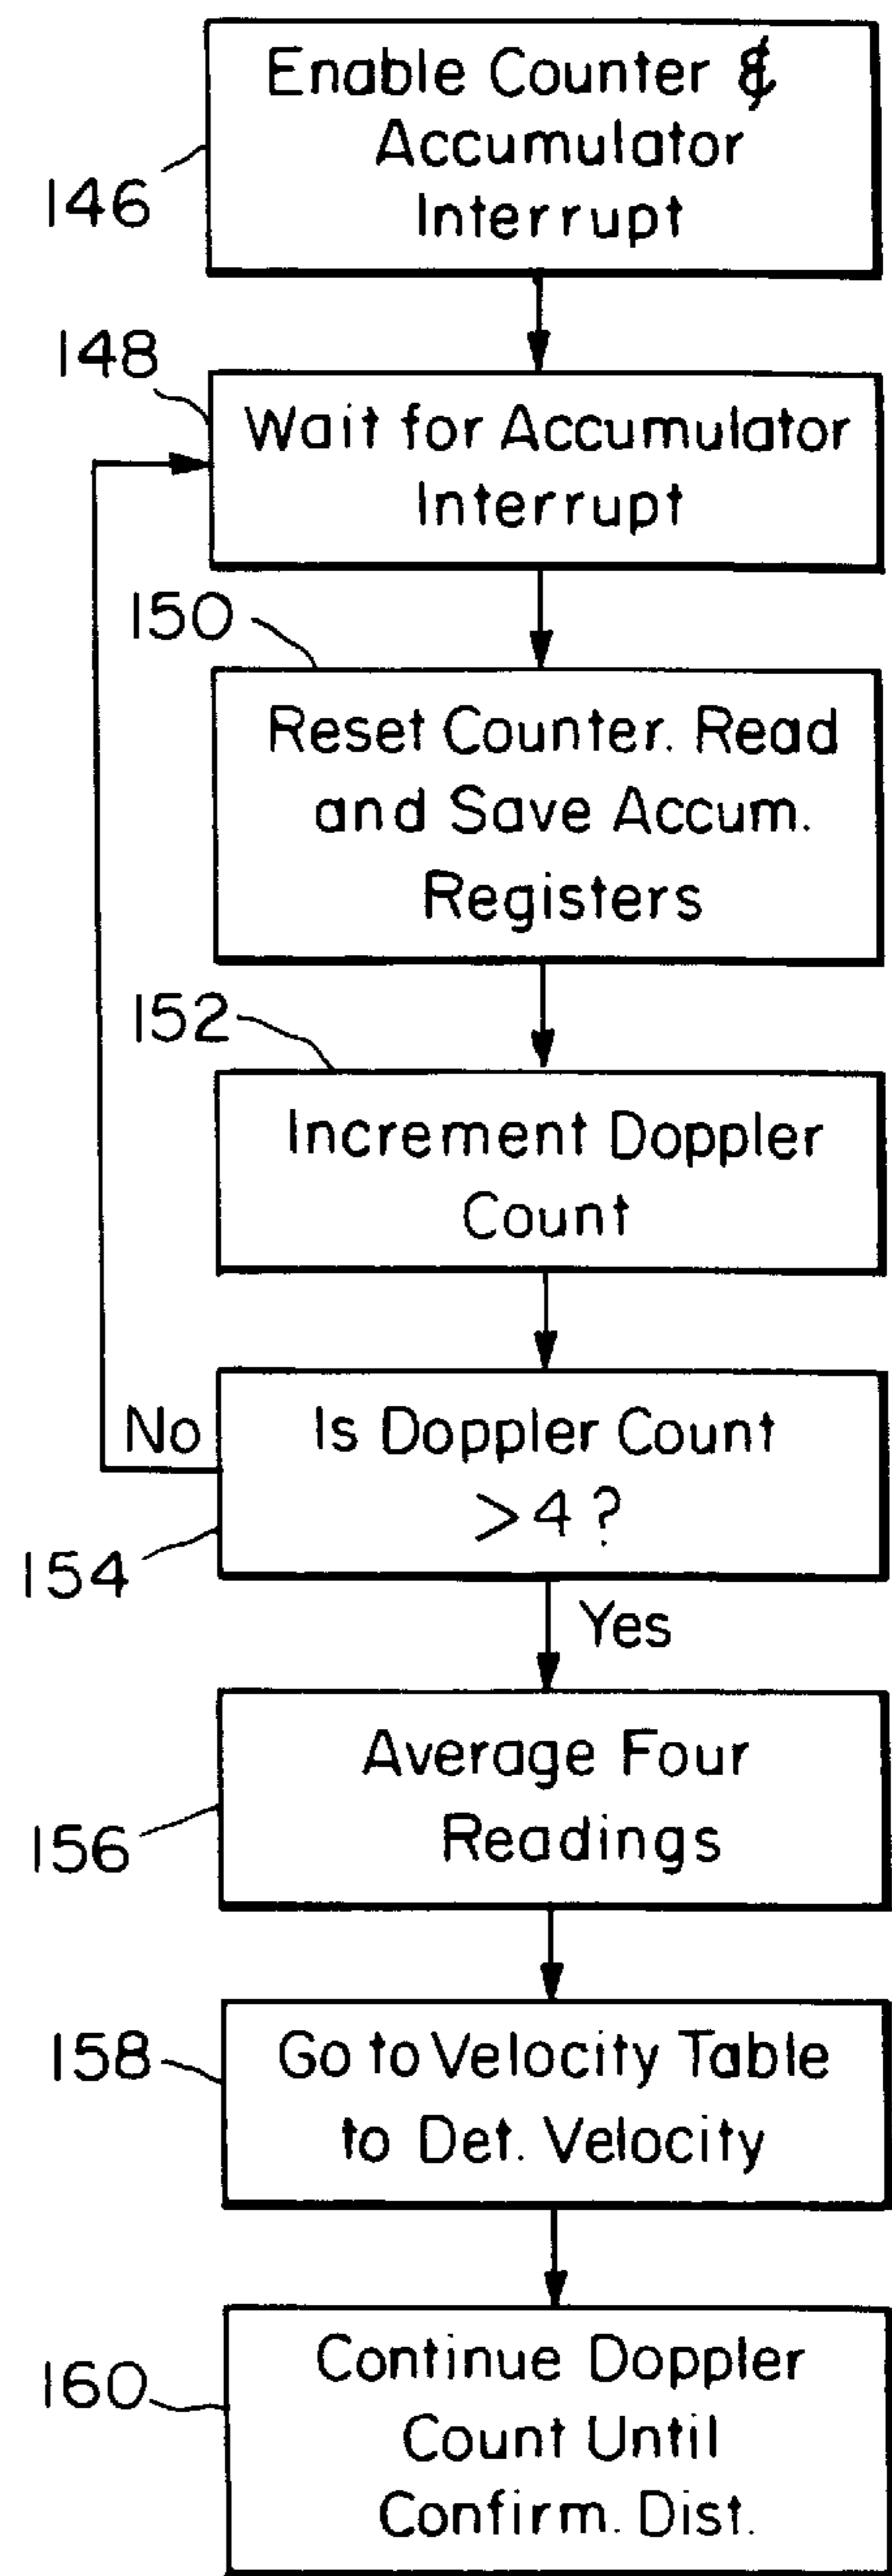 Enable Counter &
Accumulator
Interrupt
146
148
Wait for Accumulator
Interrupt
150
Reset Counter. Read
and Save Accum.
Registers
152
Increment Doppler
Count
No
Is Doppler Count
>4?
154
Yes
Average Four
Readings
156
158
Go to Velocity Table
to Det. Velocity
160
Continue Doppler
Count Until
Confirm. Dist.